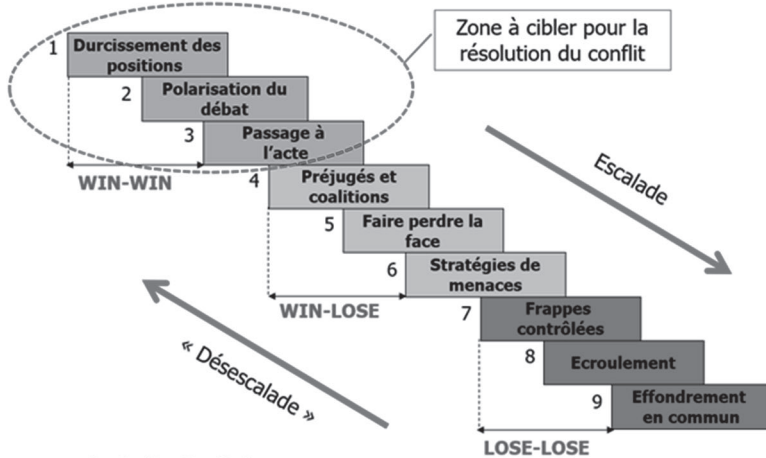 Zone à cibler pour la
résolution du conflit
1
Durcissement des
positions
2
Polarisation du
débat
3
Passage à
l'acte
WIN-WIN
4
Préjugés et
coalitions
Escalade
5
Faire perdre la
face
6
Stratégies de
menaces
WIN-LOSE
7
Frappes
contrôlées
8
Ecroulement
« Désescalade »
9
Effondrement
en commun
LOSE-LOSE